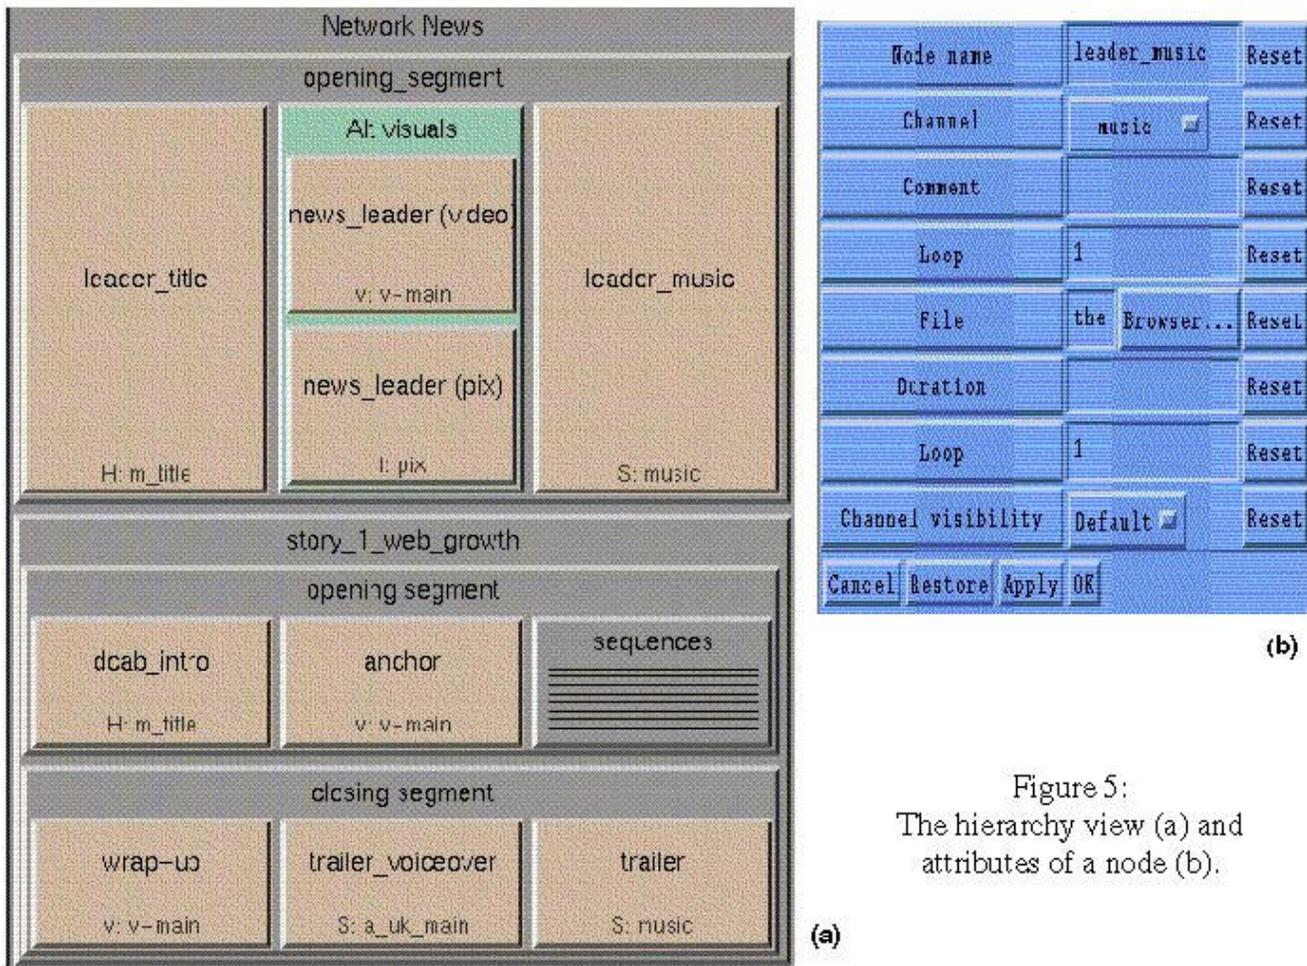 Network News
opening_segment
leader_title
H: m_title
Alt visuals
news_leader (video)
v: v-main
news_leader (pix)
I: pix
leader_music
S: music
story_1_web_growth
opening segment
dcab_intro
H: m_title
anchor
v: v-main
sequences
closing segment
wrap-up
v: v-main
trailer_voiceover
S: a_uk_main
trailer
S: music
(a)
Node name leader_music Reset
Channel music Reset
Comment Reset
Loop 1 Reset
File the Browser... Reset
Duration Reset
Loop 1 Reset
Channel visibility Default Reset
Cancel Restore Apply OK
(b)
Figure 5:
The hierarchy view (a) and
attributes of a node (b).